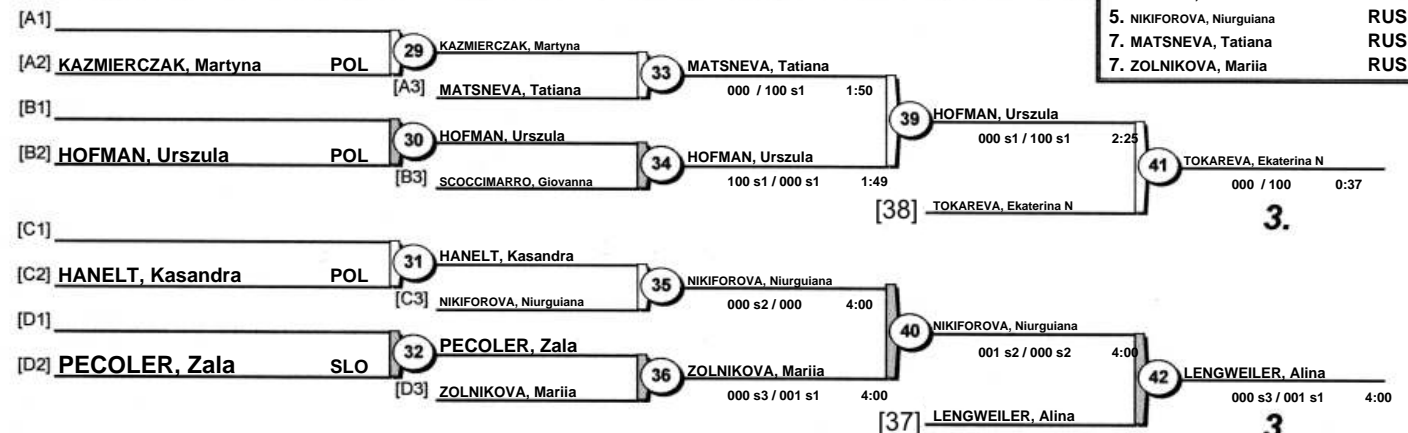 5. NIKIFOROVA, Niurguiana RUS
7. MATSNEVA, Tatiana RUS
7. ZOLNIKOVA, Mariia RUS
[A1]
[A2] KAZMIERCZAK, Martyna POL
29
KAZMIERCZAK, Martyna
[A3] MATSNEVA, Tatiana
33
MATSNEVA, Tatiana
000 / 100 s1 1:50
[B1]
[B2] HOFMAN, Urszula POL
30
HOFMAN, Urszula
[B3] SCOCCIMARRO, Giovanna
34
HOFMAN, Urszula
100 s1 / 000 s1 1:49
39
HOFMAN, Urszula
000 s1 / 100 s1 2:25
[38] TOKAREVA, Ekaterina N
41
TOKAREVA, Ekaterina N
000 / 100 0:37
3.
[C1]
[C2] HANELT, Kasandra POL
31
HANELT, Kasandra
[C3] NIKIFOROVA, Niurguiana
35
NIKIFOROVA, Niurguiana
000 s2 / 000 4:00
[D1]
[D2] PECOLER, Zala SLO
32
PECOLER, Zala
[D3] ZOLNIKOVA, Mariia
36
ZOLNIKOVA, Mariia
000 s3 / 001 s1 4:00
40
NIKIFOROVA, Niurguiana
001 s2 / 000 s2 4:00
[37] LENGWEILER, Alina
42
LENGWEILER, Alina
000 s3 / 001 s1 4:00
3